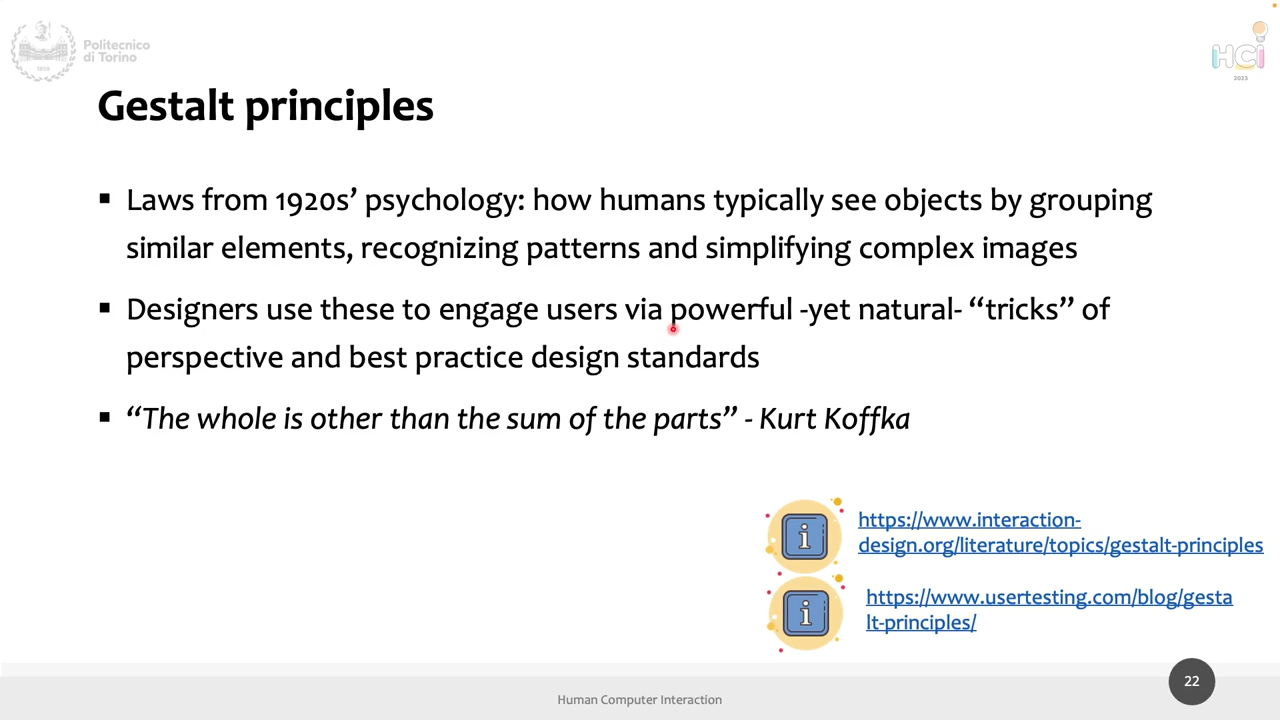 Politecnico
di Torino
1859
HCI
2023
Gestalt principles
▪ Laws from 1920s’ psychology: how humans typically see objects by grouping
similar elements, recognizing patterns and simplifying complex images
▪ Designers use these to engage users via powerful -yet natural- “tricks” of
perspective and best practice design standards
▪ “The whole is other than the sum of the parts” - Kurt Koffka
https://www.interaction-
design.org/literature/topics/gestalt-principles
https://www.usertesting.com/blog/gesta
lt-principles/
Human Computer Interaction
22